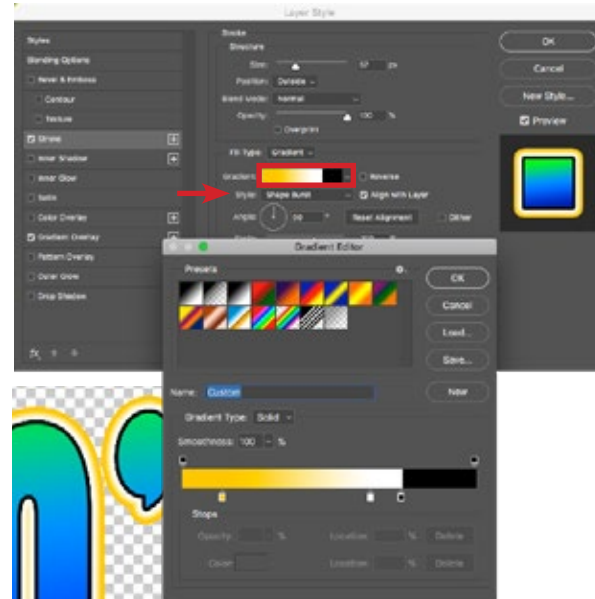 Layer Style
Styles
Blending Options
Bevel & Emboss
Contour
Texture
Stroke
Inner Shadow
Inner Glow
Satin
Color Overlay
Gradient Overlay
Pattern Overlay
Outer Glow
Drop Shadow
fx
Stroke
Structure
Size: 57 px
Position: Outside
Blend Mode: Normal
Opacity: 100 %
Overprint
Fill Type: Gradient
Gradient: Reverse
Style: Shape Burst Align with Layer
Angle: 90 ° Reset Alignment Dither
OK
Cancel
New Style...
Preview
Gradient Editor
Presets
OK
Cancel
Load...
Save...
Name: Custom New
Gradient Type: Solid
Smoothness: 100 %
Stops
Opacity: % Location: % Delete
Color: Location: % Delete